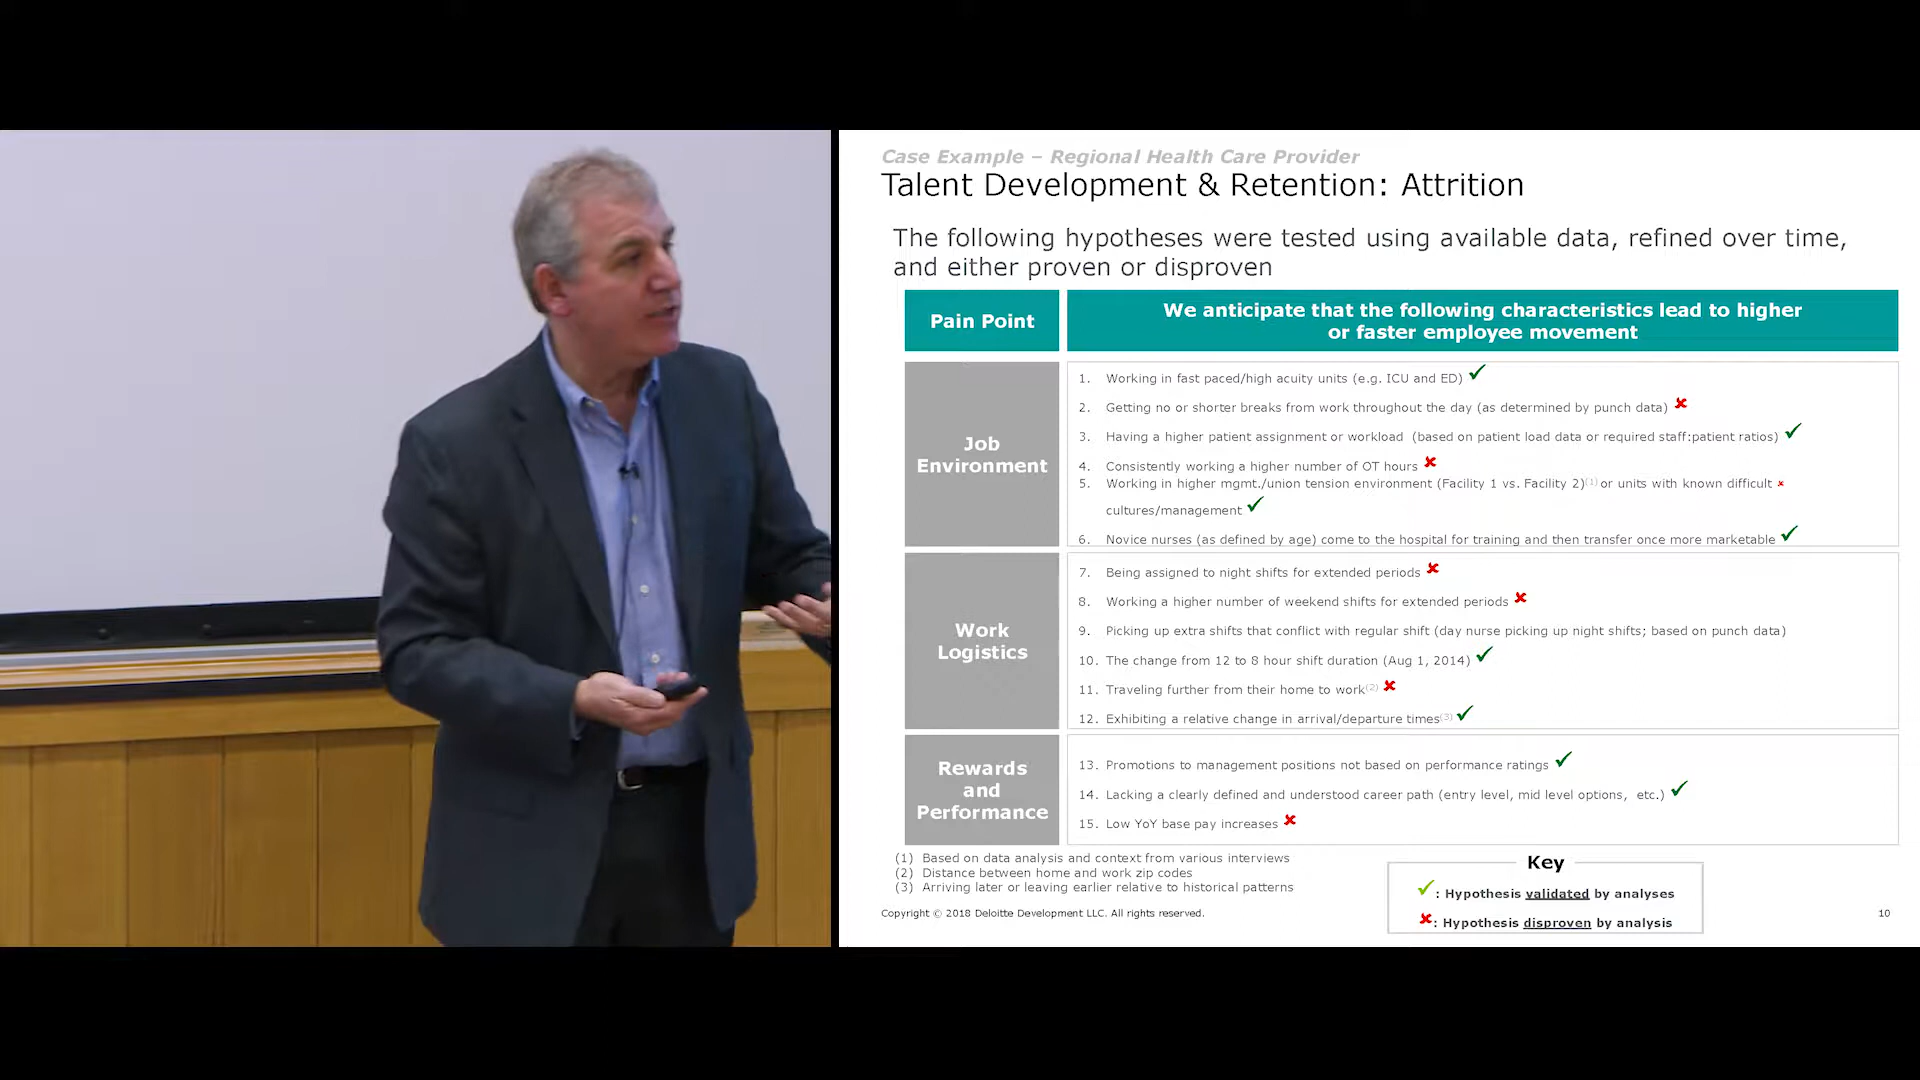 Case Example – Regional Health Care Provider
Talent Development & Retention: Attrition
The following hypotheses were tested using available data, refined over time,
and either proven or disproven
Pain Point
We anticipate that the following characteristics lead to higher
or faster employee movement
Job
Environment
1. Working in fast paced/high acuity units (e.g. ICU and ED) ✓
2. Getting no or shorter breaks from work throughout the day (as determined by punch data) ✘
3. Having a higher patient assignment or workload (based on patient load data or required staff:patient ratios) ✓
4. Consistently working a higher number of OT hours ✘
5. Working in higher mgmt./union tension environment (Facility 1 vs. Facility 2)(1) or units with known difficult ✘
cultures/management ✓
6. Novice nurses (as defined by age) come to the hospital for training and then transfer once more marketable ✓
Work
Logistics
7. Being assigned to night shifts for extended periods ✘
8. Working a higher number of weekend shifts for extended periods ✘
9. Picking up extra shifts that conflict with regular shift (day nurse picking up night shifts; based on punch data)
10. The change from 12 to 8 hour shift duration (Aug 1, 2014) ✓
11. Traveling further from their home to work(2) ✘
12. Exhibiting a relative change in arrival/departure times(3) ✓
Rewards
and
Performance
13. Promotions to management positions not based on performance ratings ✓
14. Lacking a clearly defined and understood career path (entry level, mid level options, etc.) ✓
15. Low YoY base pay increases ✘
(1) Based on data analysis and context from various interviews
(2) Distance between home and work zip codes
(3) Arriving later or leaving earlier relative to historical patterns
Key
✓: Hypothesis validated by analyses
✘: Hypothesis disproven by analysis
Copyright © 2018 Deloitte Development LLC. All rights reserved.
10